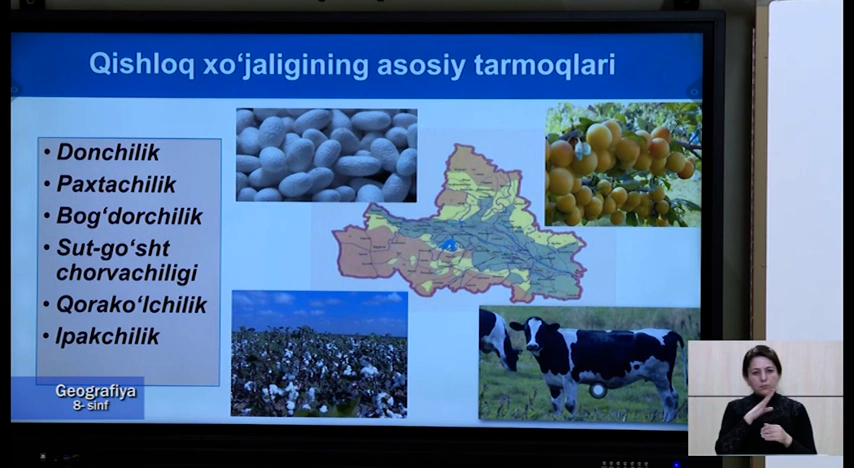 Qishloq xo‘jaligining asosiy tarmoqlari
• Donchilik
• Paxtachilik
• Bog‘dorchilik
• Sut-go‘sht
chorvachiligi
• Qorako‘lchilik
• Ipakchilik
Geografiya
8- sinf